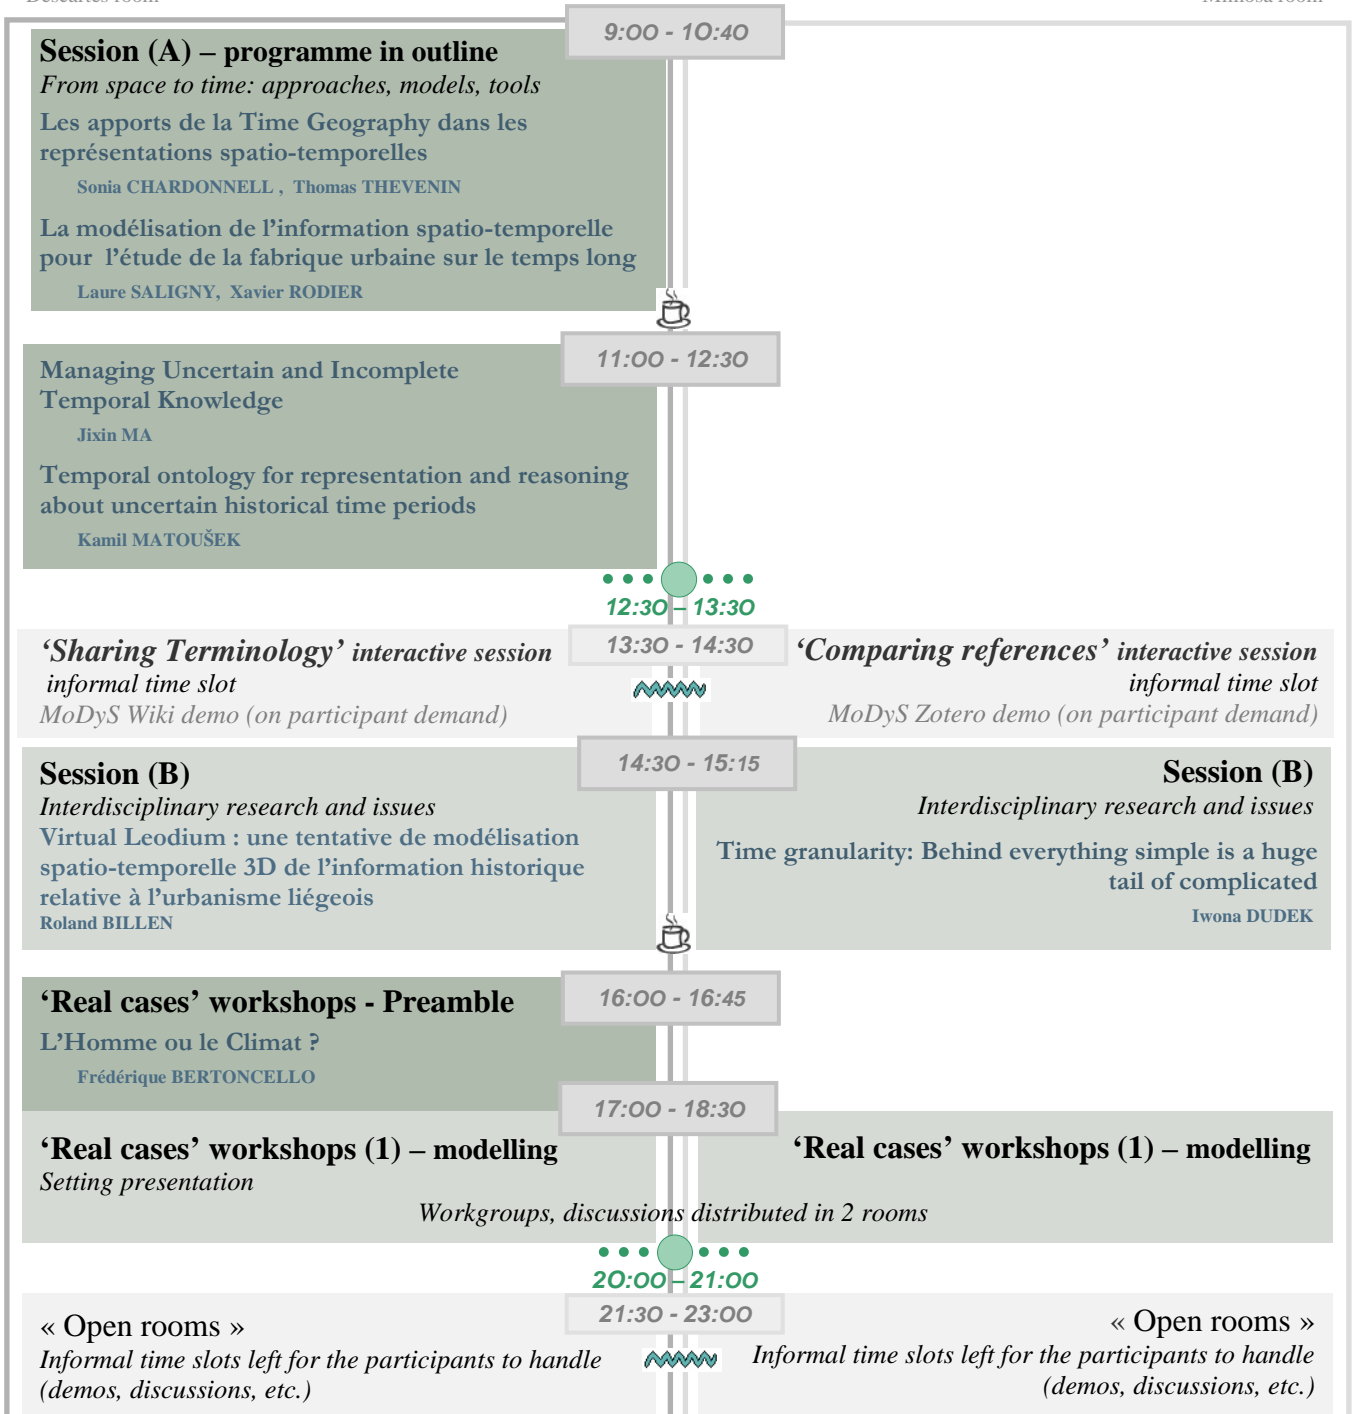 Descartes room
Mimosa room
9:00 - 10:40
Session (A) – programme in outline
From space to time: approaches, models, tools
Les apports de la Time Geography dans les
représentations spatio-temporelles
Sonia CHARDONNELL , Thomas THEVENIN
La modélisation de l’information spatio-temporelle
pour l’étude de la fabrique urbaine sur le temps long
Laure SALIGNY, Xavier RODIER
11:00 - 12:30
Managing Uncertain and Incomplete
Temporal Knowledge
Jixin MA
Temporal ontology for representation and reasoning
about uncertain historical time periods
Kamil MATOUŠEK
12:30 – 13:30
13:30 - 14:30
‘Sharing Terminology’ interactive session
informal time slot
MoDyS Wiki demo (on participant demand)
‘Comparing references’ interactive session
informal time slot
MoDyS Zotero demo (on participant demand)
14:30 - 15:15
Session (B)
Interdisciplinary research and issues
Virtual Leodium : une tentative de modélisation
spatio-temporelle 3D de l’information historique
relative à l’urbanisme liégeois
Roland BILLEN
Session (B)
Interdisciplinary research and issues
Time granularity: Behind everything simple is a huge
tail of complicated
Iwona DUDEK
16:00 - 16:45
‘Real cases’ workshops - Preamble
L’Homme ou le Climat ?
Frédérique BERTONCELLO
17:00 - 18:30
‘Real cases’ workshops (1) – modelling
Setting presentation
‘Real cases’ workshops (1) – modelling
Workgroups, discussions distributed in 2 rooms
20:00 – 21:00
21:30 - 23:00
« Open rooms »
Informal time slots left for the participants to handle
(demos, discussions, etc.)
« Open rooms »
Informal time slots left for the participants to handle
(demos, discussions, etc.)